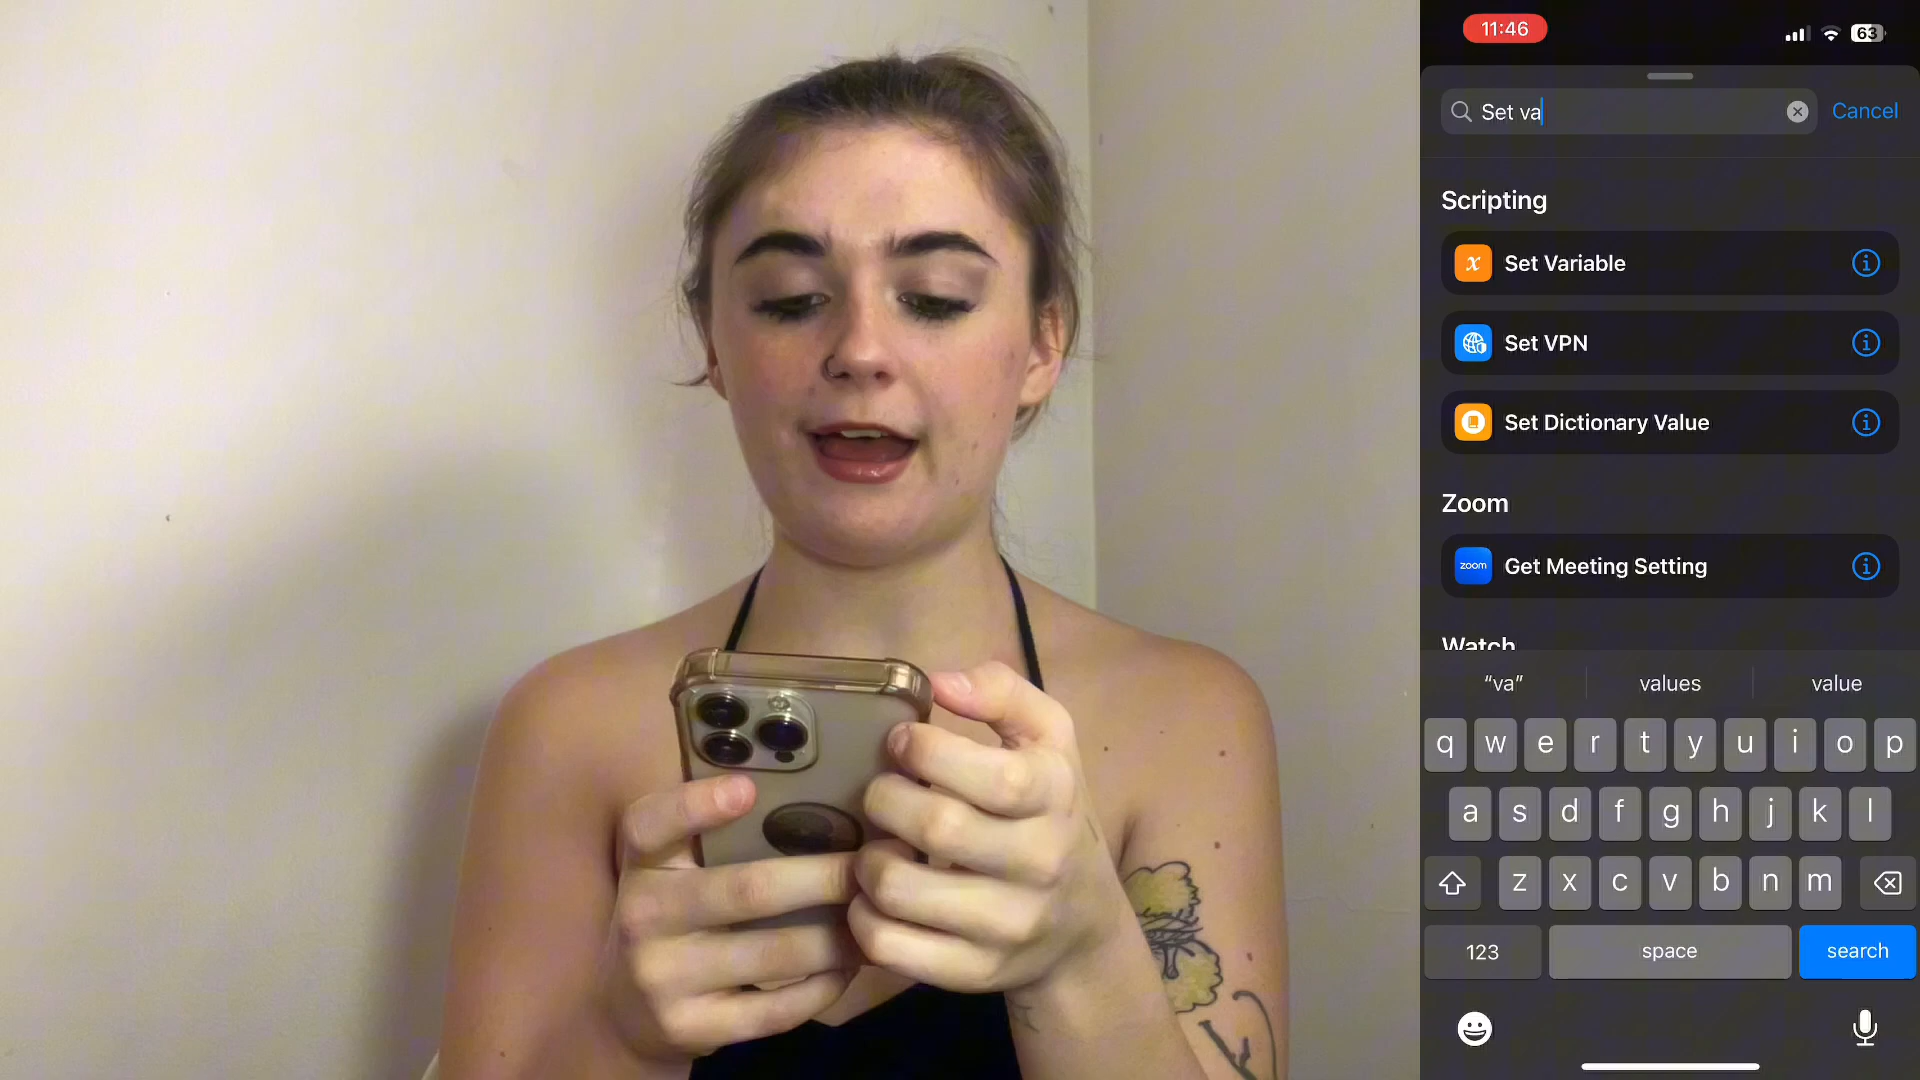 11:46
63
Set va
Cancel
Scripting
x
Set Variable
Set VPN
Set Dictionary Value
Zoom
zoom
Get Meeting Setting
Watch
“va”
values
value
q w e r t y u i o p
a s d f g h j k l
z x c v b n m
123
space
search